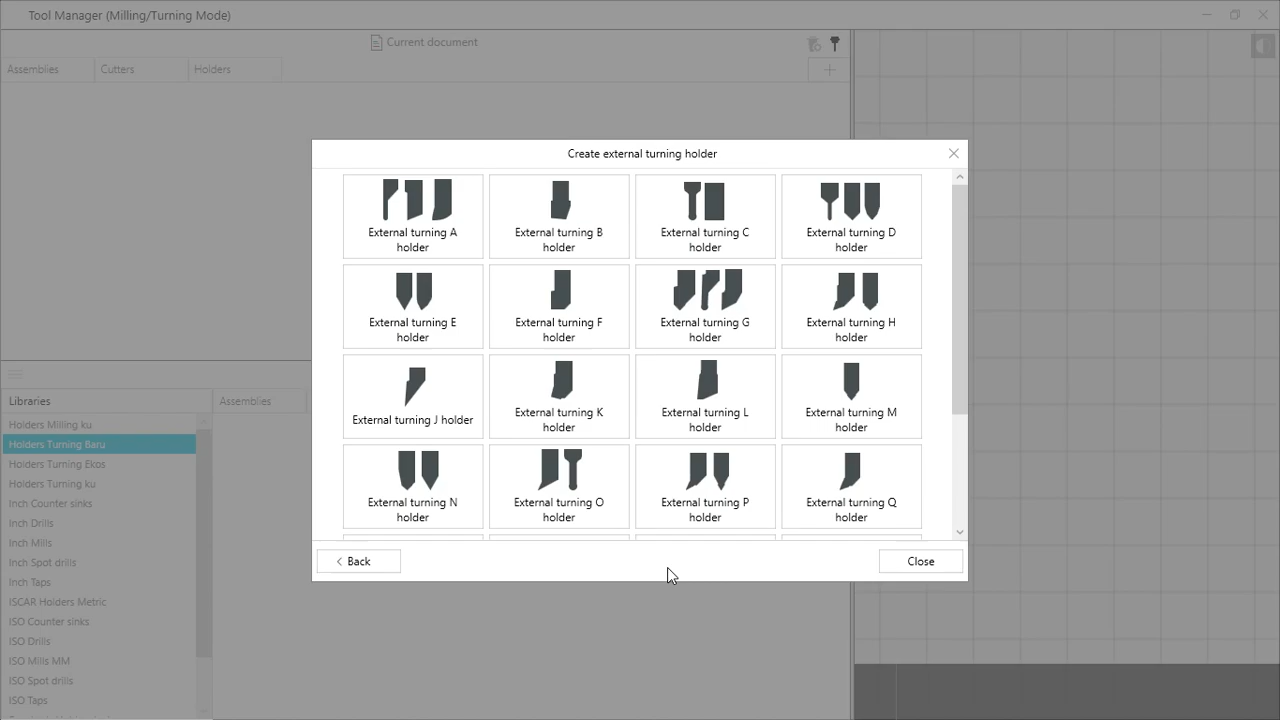 Tool Manager (Milling/Turning Mode)
Current document
Assemblies
Cutters
Holders
Create external turning holder
External turning A
holder
External turning B
holder
External turning C
holder
External turning D
holder
External turning E
holder
External turning F
holder
External turning G
holder
External turning H
holder
External turning J holder
External turning K
holder
External turning L
holder
External turning M
holder
External turning N
holder
External turning O
holder
External turning P
holder
External turning Q
holder
Back
Close
Libraries
Assemblies
Holders Milling ku
Holders Turning Baru
Holders Turning Ekos
Holders Turning ku
Inch Counter sinks
Inch Drills
Inch Mills
Inch Spot drills
Inch Taps
ISCAR Holders Metric
ISO Counter sinks
ISO Drills
ISO Mills MM
ISO Spot drills
ISO Taps